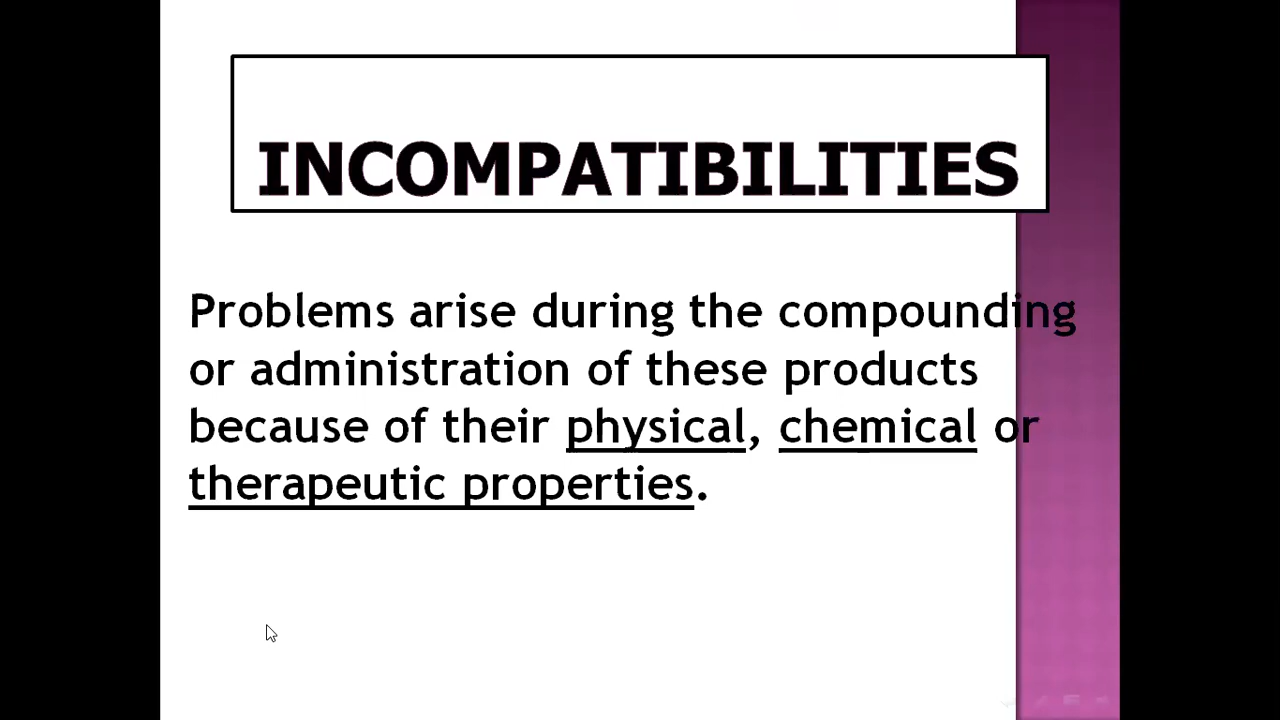 INCOMPATIBILITIES
Problems arise during the compounding
or administration of these products
because of their physical, chemical or
therapeutic properties.